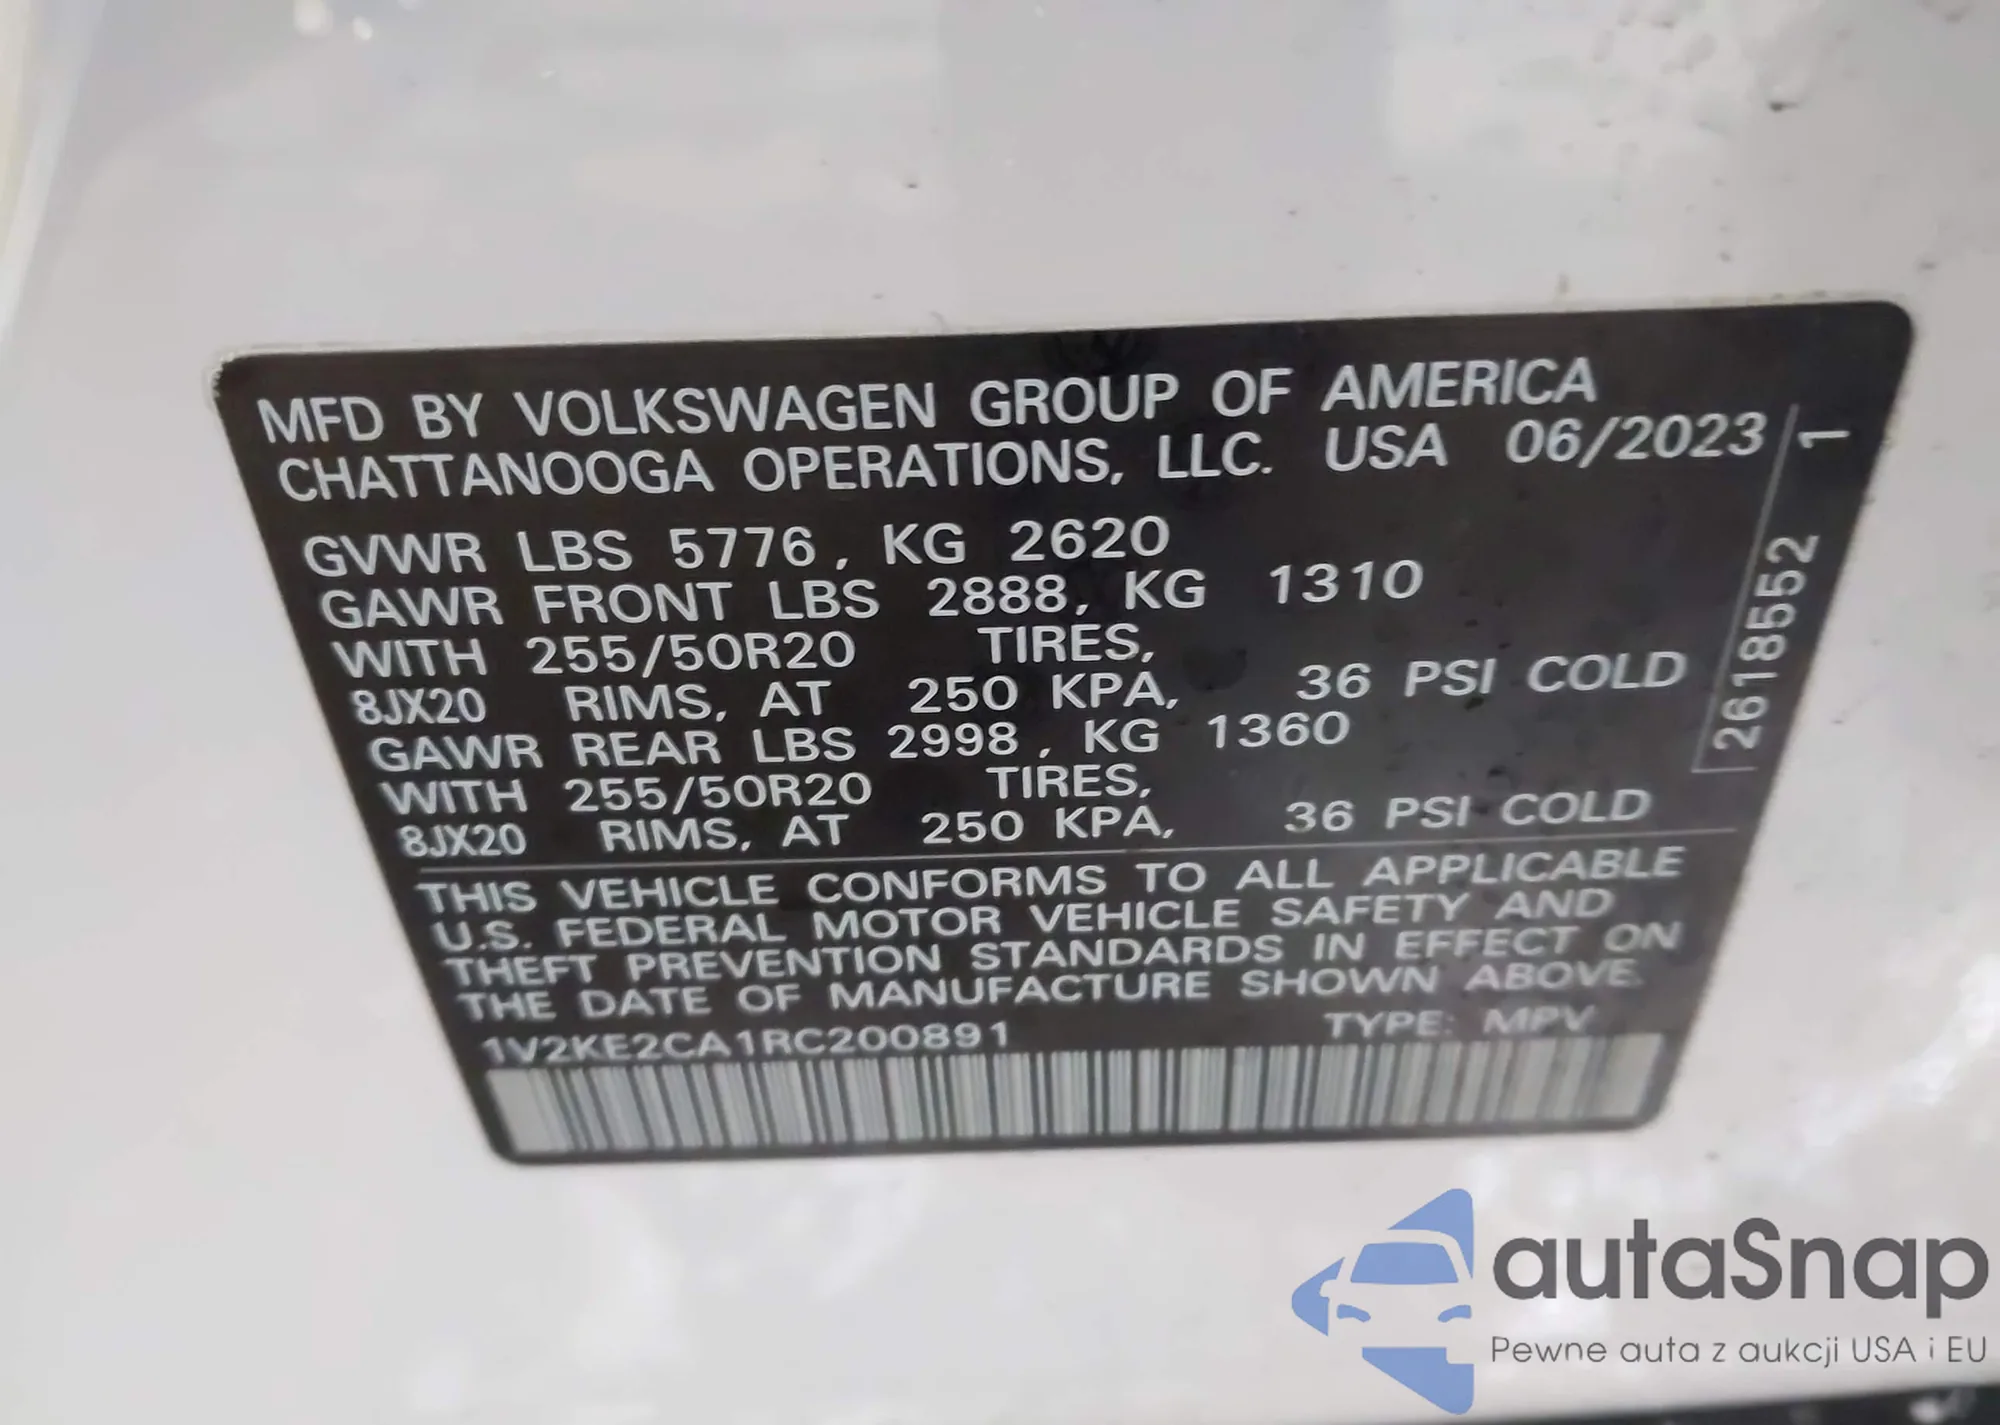 MFD BY VOLKSWAGEN GROUP OF AMERICA
CHATTANOOGA OPERATIONS, LLC. USA 06/2023
GVWR LBS 5776, KG 2620
GAWR FRONT LBS 2888, KG 1310
WITH 255/50R20 TIRES,
8JX20 RIMS, AT 250 KPA, 36 PSI COLD
GAWR REAR LBS 2998, KG 1360
WITH 255/50R20 TIRES,
8JX20 RIMS, AT 250 KPA, 36 PSI COLD
THIS VEHICLE CONFORMS TO ALL APPLICABLE
U.S. FEDERAL MOTOR VEHICLE SAFETY AND
THEFT PREVENTION STANDARDS IN EFFECT ON
THE DATE OF MANUFACTURE SHOWN ABOVE.
1V2KE2CA1RC200891 TYPE: MPV
2618552 1
autaSnap
Pewne auta z aukcji USA i EU